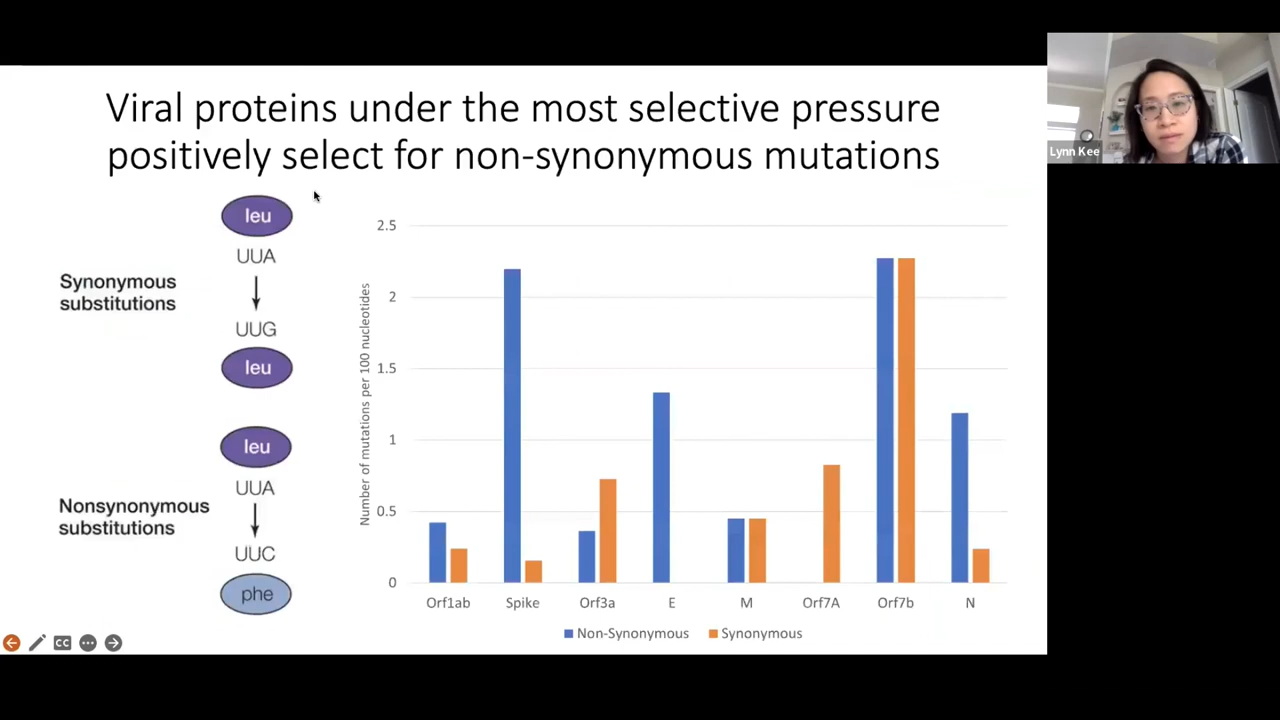 Viral proteins under the most selective pressure
positively select for non-synonymous mutations
Lynn Kee
leu
UUA
Synonymous
substitutions
UUG
leu
leu
UUA
Nonsynonymous
substitutions
UUC
phe
Number of mutations per 100 nucleotides
2.5
2
1.5
1
0.5
0
Orf1ab Spike Orf3a E M Orf7A Orf7b N
Non-Synonymous Synonymous
CC